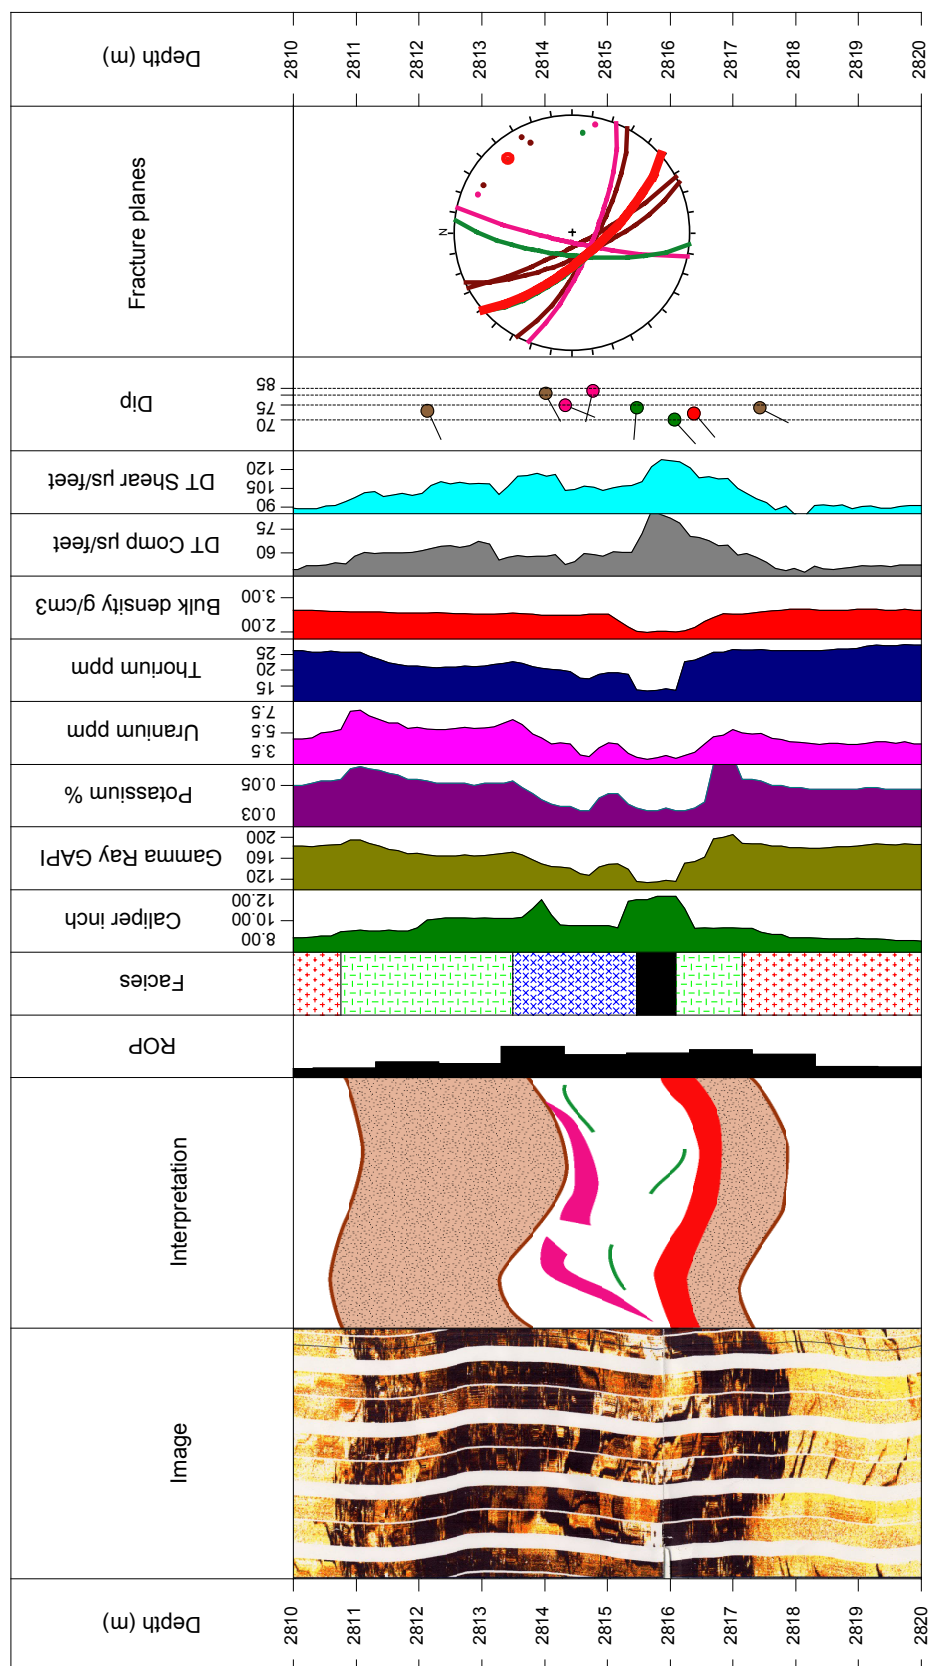 Depth (m)
2810
2811
2812
2813
2814
2815
2816
2817
2818
2819
2820
Fracture planes
N
Dip
85
75
70
DT Shear µs/feet
120
105
90
DT Comp µs/feet
75
60
Bulk density g/cm3
3.00
2.00
Thorium ppm
25
20
15
Uranium ppm
7.5
5.5
3.5
Potassium %
0.05
0.03
Gamma Ray GAPI
200
160
120
Caliper inch
12.00
10.00
8.00
Facies
ROP
Interpretation
Image
Depth (m)
2810
2811
2812
2813
2814
2815
2816
2817
2818
2819
2820